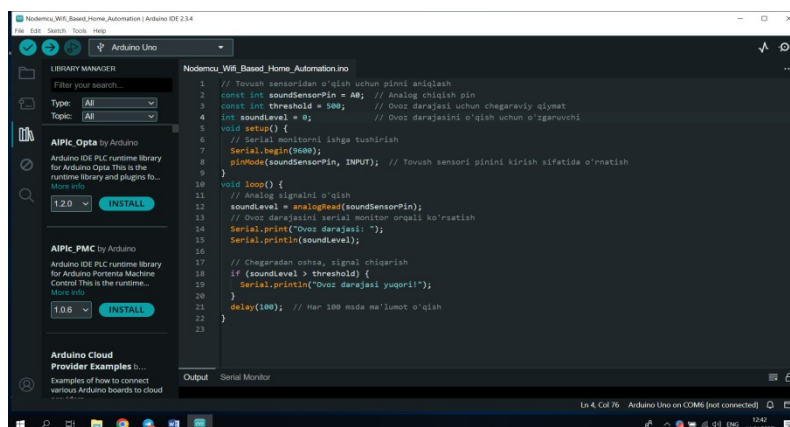 Nodemcu_Wifi_Based_Home_Automation | Arduino IDE 2.3.4
File Edit Sketch Tools Help
Arduino Uno
LIBRARY MANAGER
Filter your search...
Type: All
Topic: All
AIPlc_Opta by Arduino
Arduino IDE PLC runtime library
for Arduino Opta This is the
runtime library and plugins fo...
More info
1.2.0 INSTALL
AIPlc_PMC by Arduino
Arduino IDE PLC runtime library
for Arduino Portenta Machine
Control This is the runtime...
More info
1.0.6 INSTALL
Arduino Cloud
Provider Examples b...
Examples of how to connect
various Arduino boards to cloud
Nodemcu_Wifi_Based_Home_Automation.ino
1 // Tovush sensoridan o'qish uchun pinni aniqlash
2 const int soundSensorPin = A0; // Analog chiqish pin
3 const int threshold = 500; // Ovoz darajasi uchun chegaraviy qiymat
4 int soundLevel = 0; // Ovoz darajasini o'qish uchun o'zgaruvchi
5 void setup() {
6 // Serial monitorni ishga tushirish
7 Serial.begin(9600);
8 pinMode(soundSensorPin, INPUT); // Tovush sensori pinini kirish sifatida o'rnatish
9 }
10 void loop() {
11 // Analog signalni o'qish
12 soundLevel = analogRead(soundSensorPin);
13 // Ovoz darajasini serial monitor orqali ko'rsatish
14 Serial.print("Ovoz darajasi: ");
15 Serial.println(soundLevel);
16
17 // Chegaradan oshsa, signal chiqarish
18 if (soundLevel > threshold) {
19 Serial.println("Ovoz darajasi yuqori!");
20 }
21 delay(100); // Har 100 msda ma'lumot o'qish
22 }
23
Output Serial Monitor
Ln 4, Col 76 Arduino Uno on COM6 [not connected]
ENG 12:42